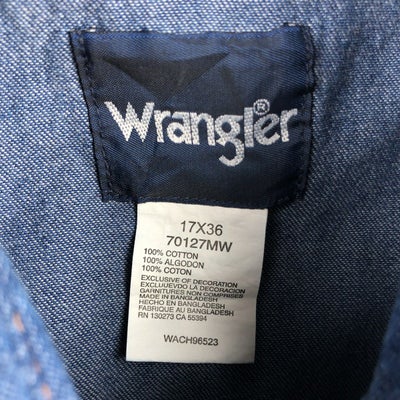 Wrangler®
17X36
70127MW
100% COTTON
100% ALGODON
100% COTON
EXCLUSIVE OF DECORATION
EXCLUUEVDO LA DECORACION
GARNITURES NON COMPRISES
MADE IN BANGLADESH
HECHO EN BANGLADESH
FABRIQUE AU BANGLADESH
RN 130273 CA 55394
WACH96523